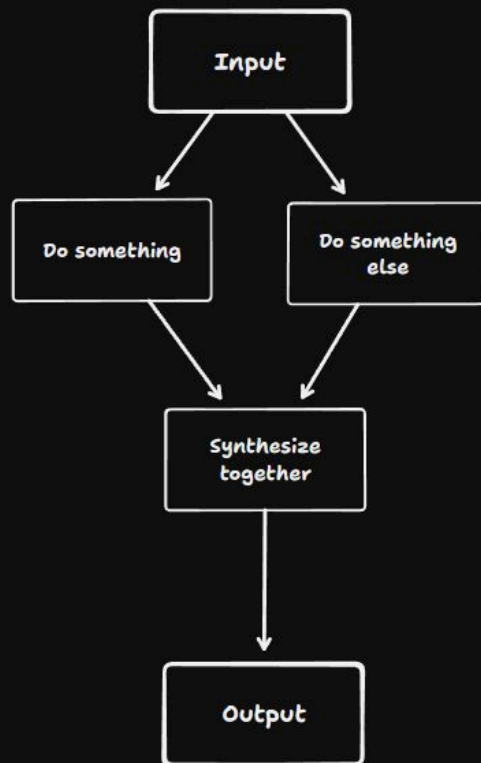 Input
Do something
Do something
else
Synthesize
together
Output